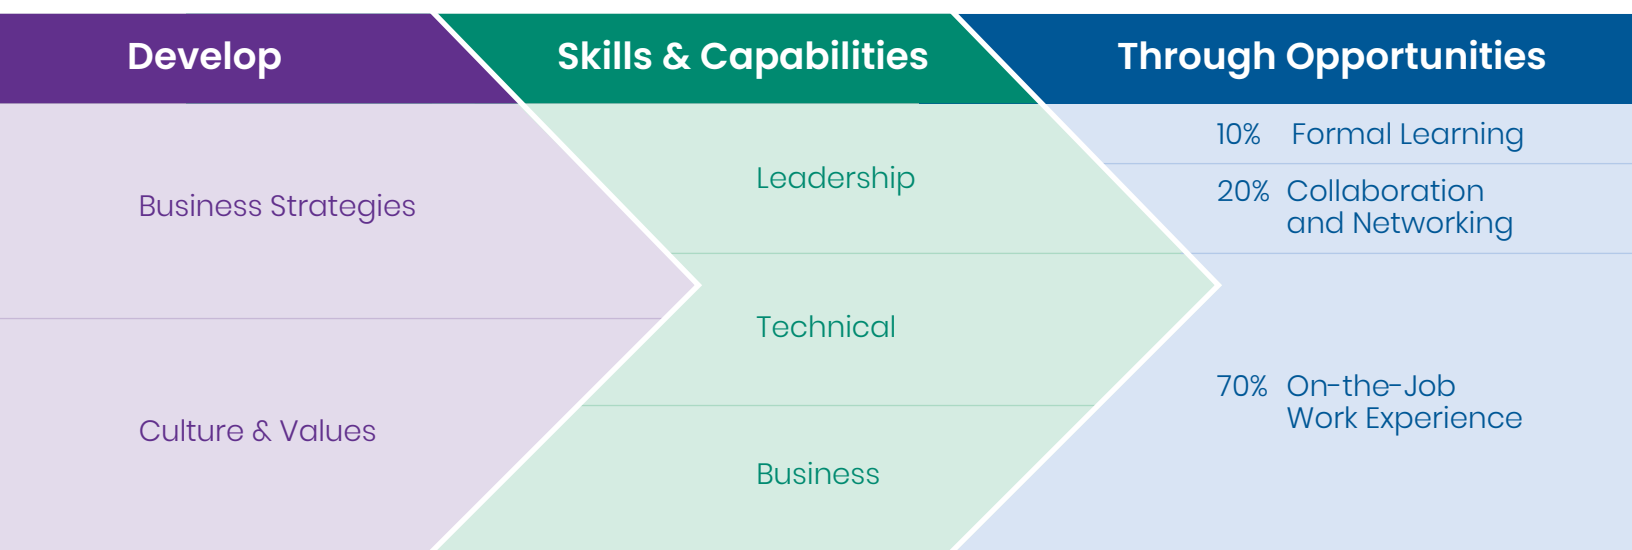 Develop
Business Strategies
Culture & Values
Skills & Capabilities
Leadership
Technical
Business
Through Opportunities
10% Formal Learning
20% Collaboration
and Networking
70% On-the-Job
Work Experience